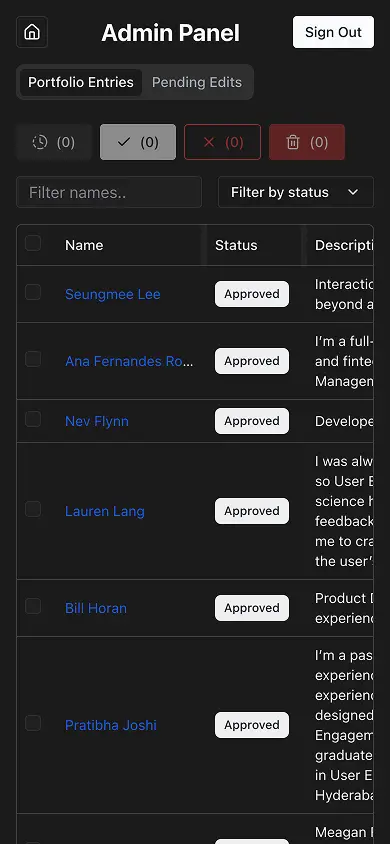 Admin Panel
Sign Out
Portfolio Entries
Pending Edits
(0)
(0)
(0)
(0)
Filter names..
Filter by status
Name
Status
Descripti
Seungmee Lee
Approved
Interactio
beyond a
Ana Fernandes Ro...
Approved
I'm a full-
and finte
Managem
Nev Flynn
Approved
Develope
Lauren Lang
Approved
I was alw
so User E
science h
feedback
me to cra
the user'
Bill Horan
Approved
Product D
experienc
Pratibha Joshi
Approved
I'm a pas
experienc
experienc
designed
Engagem
graduate
in User E
Hyderaba
Meagan